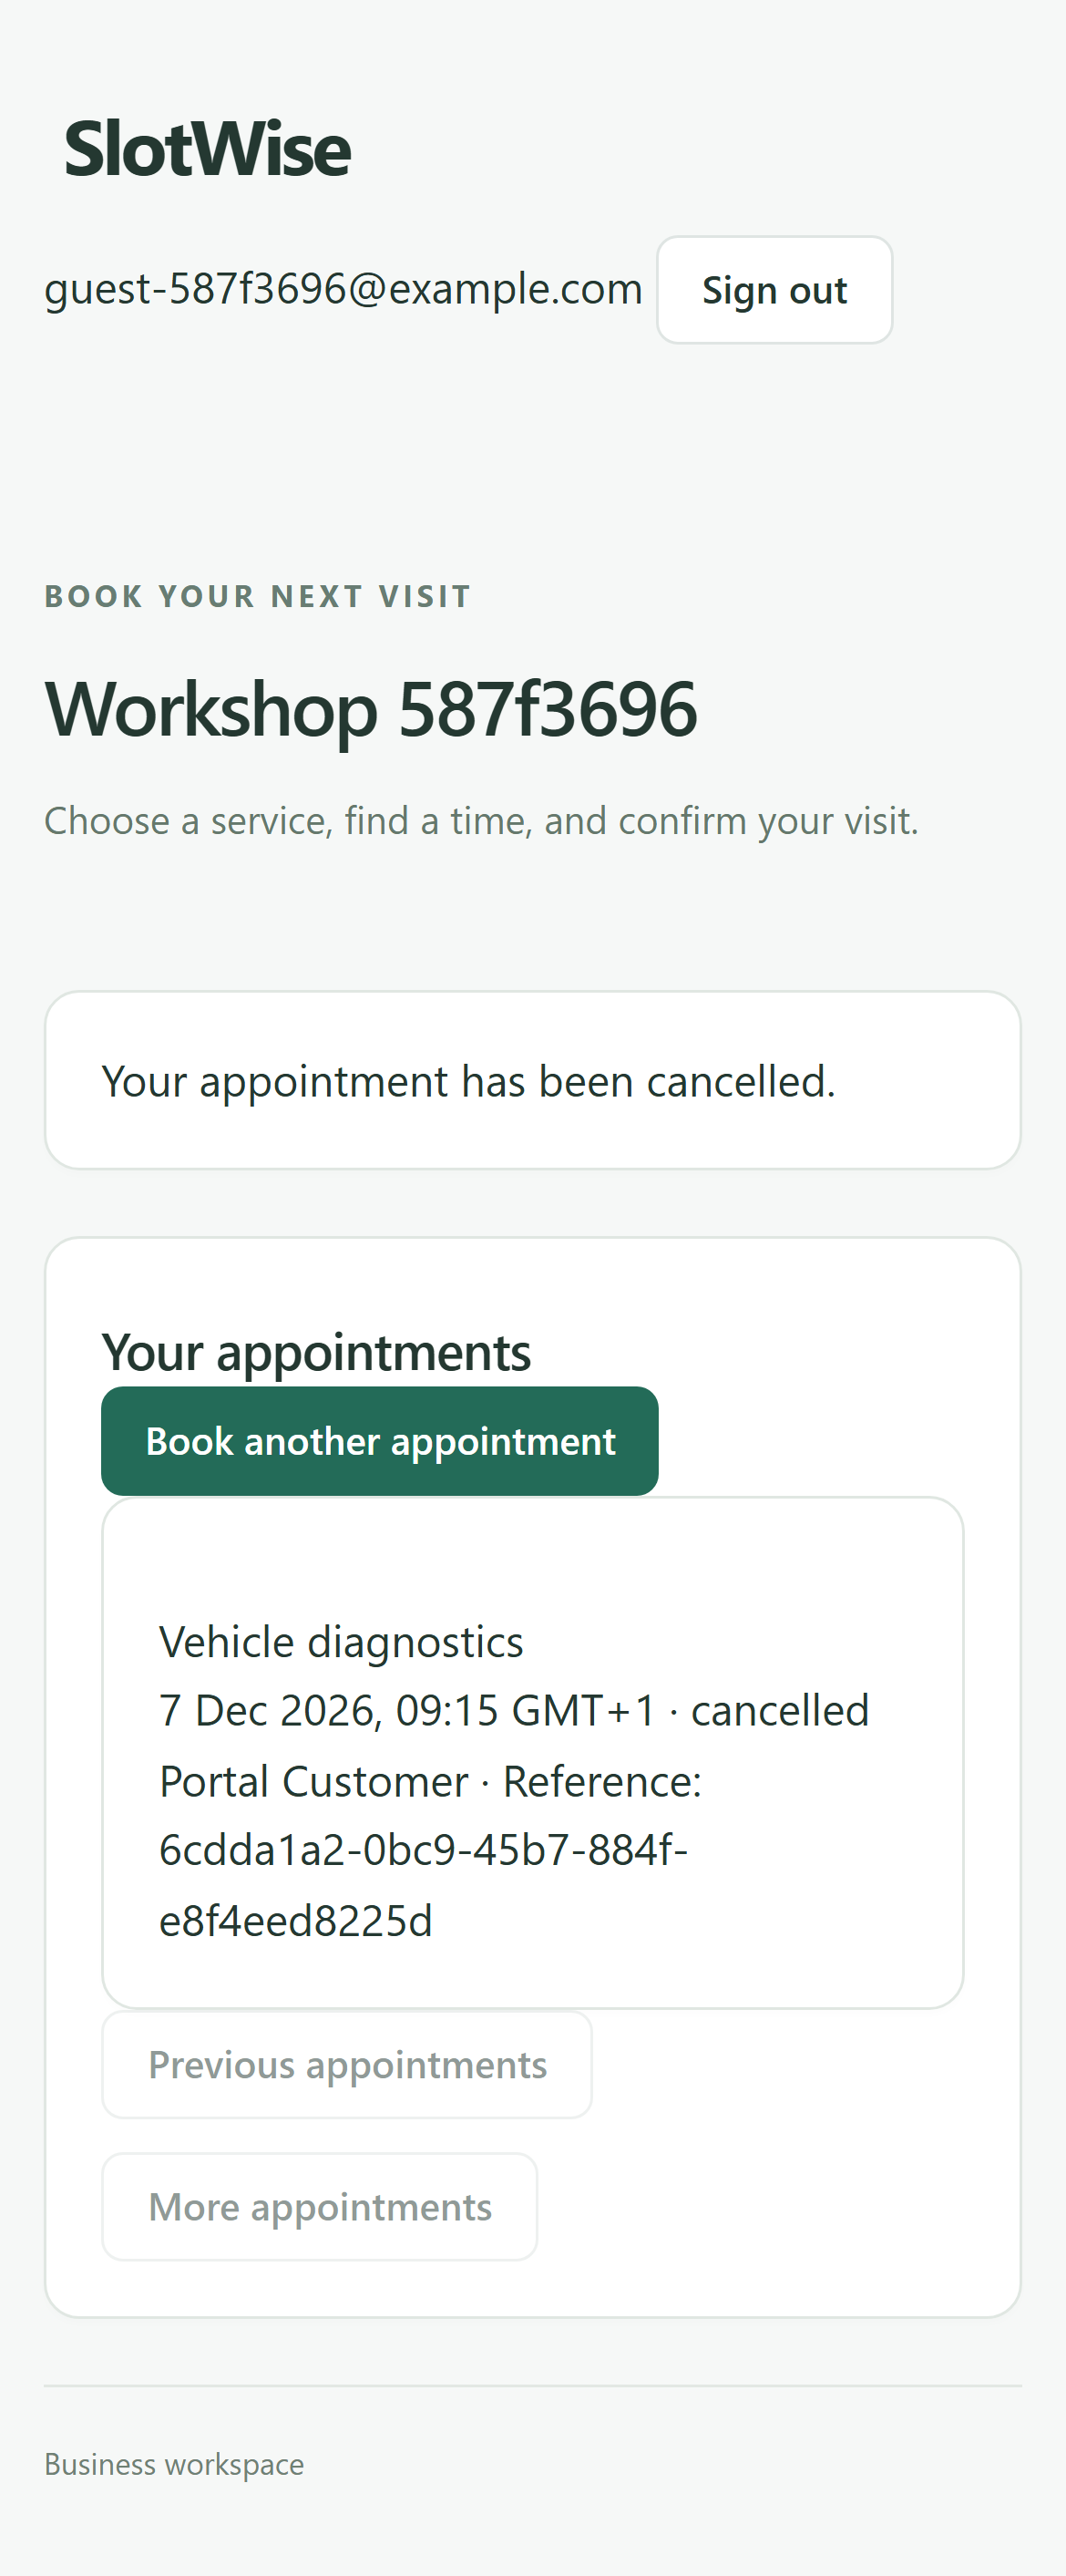 SlotWise
guest-587f3696@example.com Sign out
BOOK YOUR NEXT VISIT
Workshop 587f3696
Choose a service, find a time, and confirm your visit.
Your appointment has been cancelled.
Your appointments
Book another appointment
Vehicle diagnostics
7 Dec 2026, 09:15 GMT+1 · cancelled
Portal Customer · Reference:
6cdda1a2-0bc9-45b7-884f-
e8f4eed8225d
Previous appointments
More appointments
Business workspace